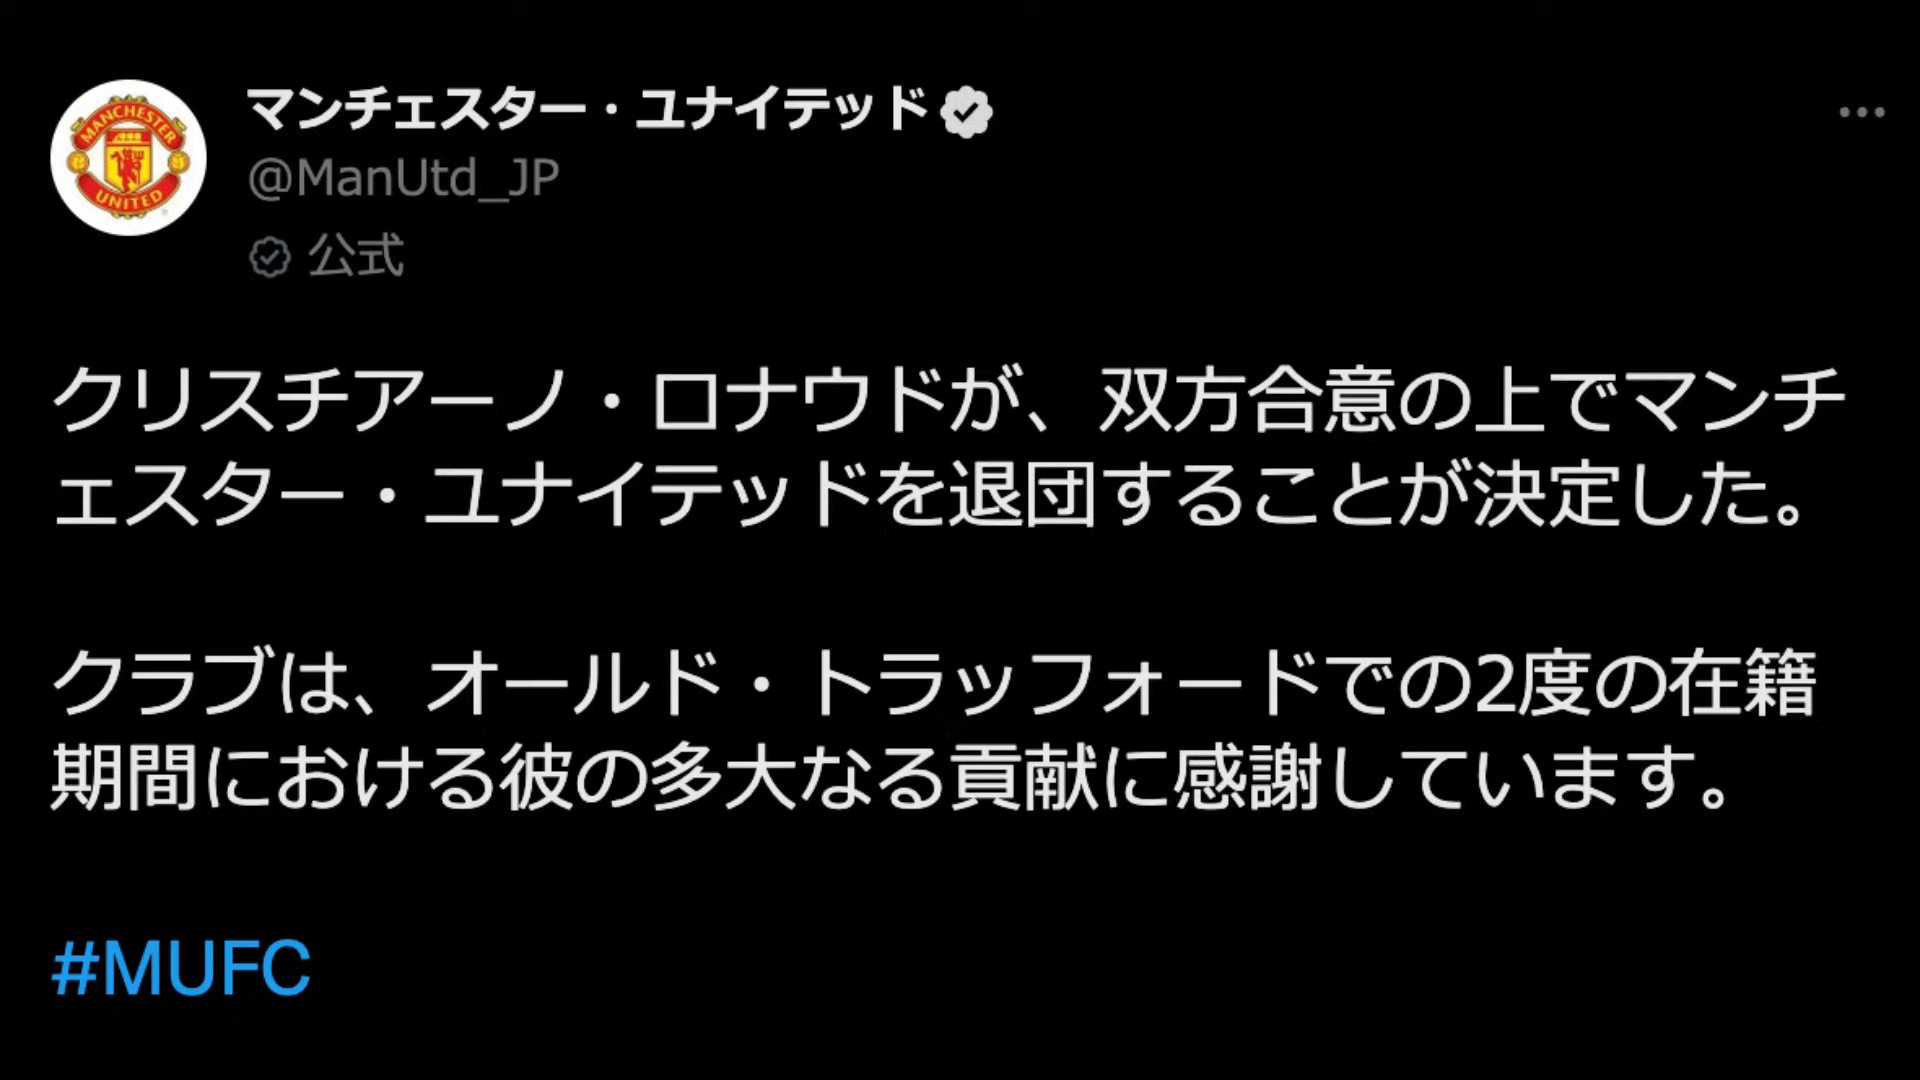 マンチェスター・ユナイテッド
@ManUtd_JP
公式
クリスチアーノ・ロナウドが、双方合意の上でマンチ
ェスター・ユナイテッドを退団することが決定した。
クラブは、オールド・トラッフォードでの2度の在籍
期間における彼の多大なる貢献に感謝しています。
#MUFC
MANCHESTER
UNITED